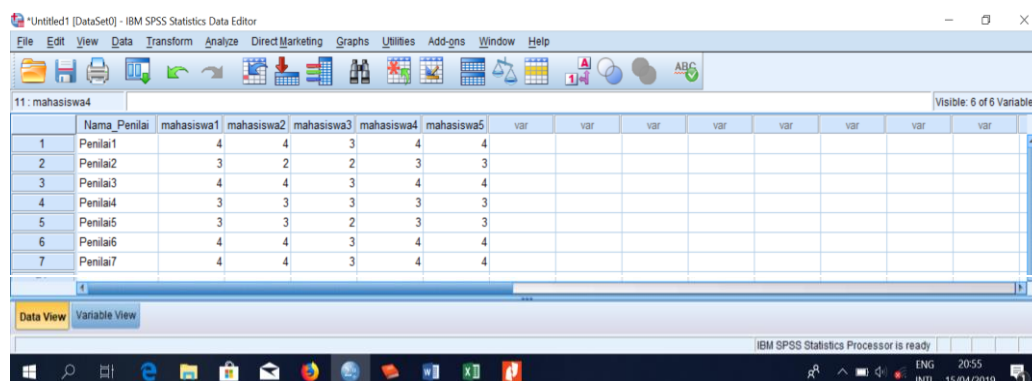 *Untitled1 [DataSet0] - IBM SPSS Statistics Data Editor
File Edit View Data Transform Analyze Direct Marketing Graphs Utilities Add-ons Window Help
11 : mahasiswa4 Visible: 6 of 6 Variable
Nama_Penilai mahasiswa1 mahasiswa2 mahasiswa3 mahasiswa4 mahasiswa5 var var var var var var var var
1 Penilai1 4 4 3 4 4
2 Penilai2 3 2 2 3 3
3 Penilai3 4 4 3 4 4
4 Penilai4 3 3 3 3 3
5 Penilai5 3 3 2 3 3
6 Penilai6 4 4 3 4 4
7 Penilai7 4 4 3 4 4
Data View Variable View
IBM SPSS Statistics Processor is ready
ENG 20:55
INTL 15/04/2019